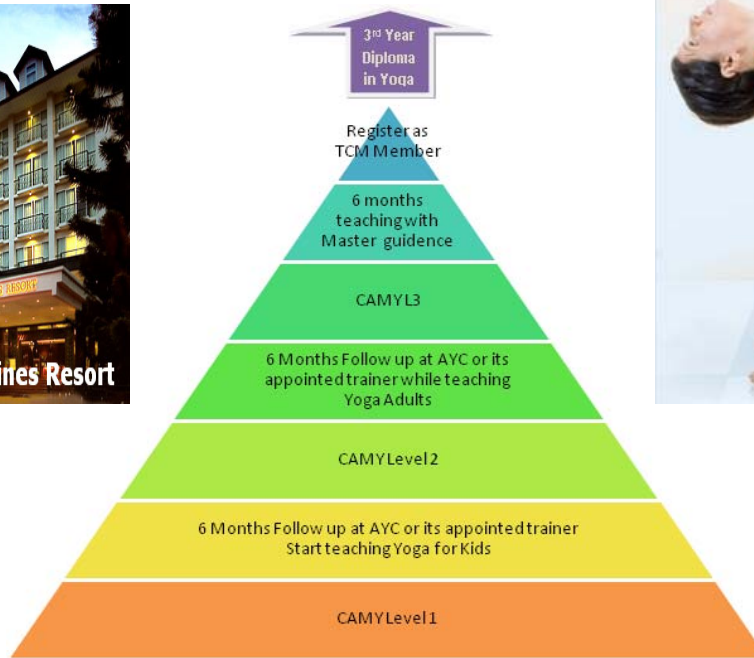 3rd Year
Diploma
in Yoga
Register as
TCM Member
6 months
teaching with
Master guidence
CAMYL3
RESORT
ines Resort
6 Months Follow up at AYC or its
appointed trainer while teaching
Yoga Adults
CAMY Level 2
6 Months Follow up at AYC or its appointed trainer
Start teaching Yoga for Kids
CAMY Level 1